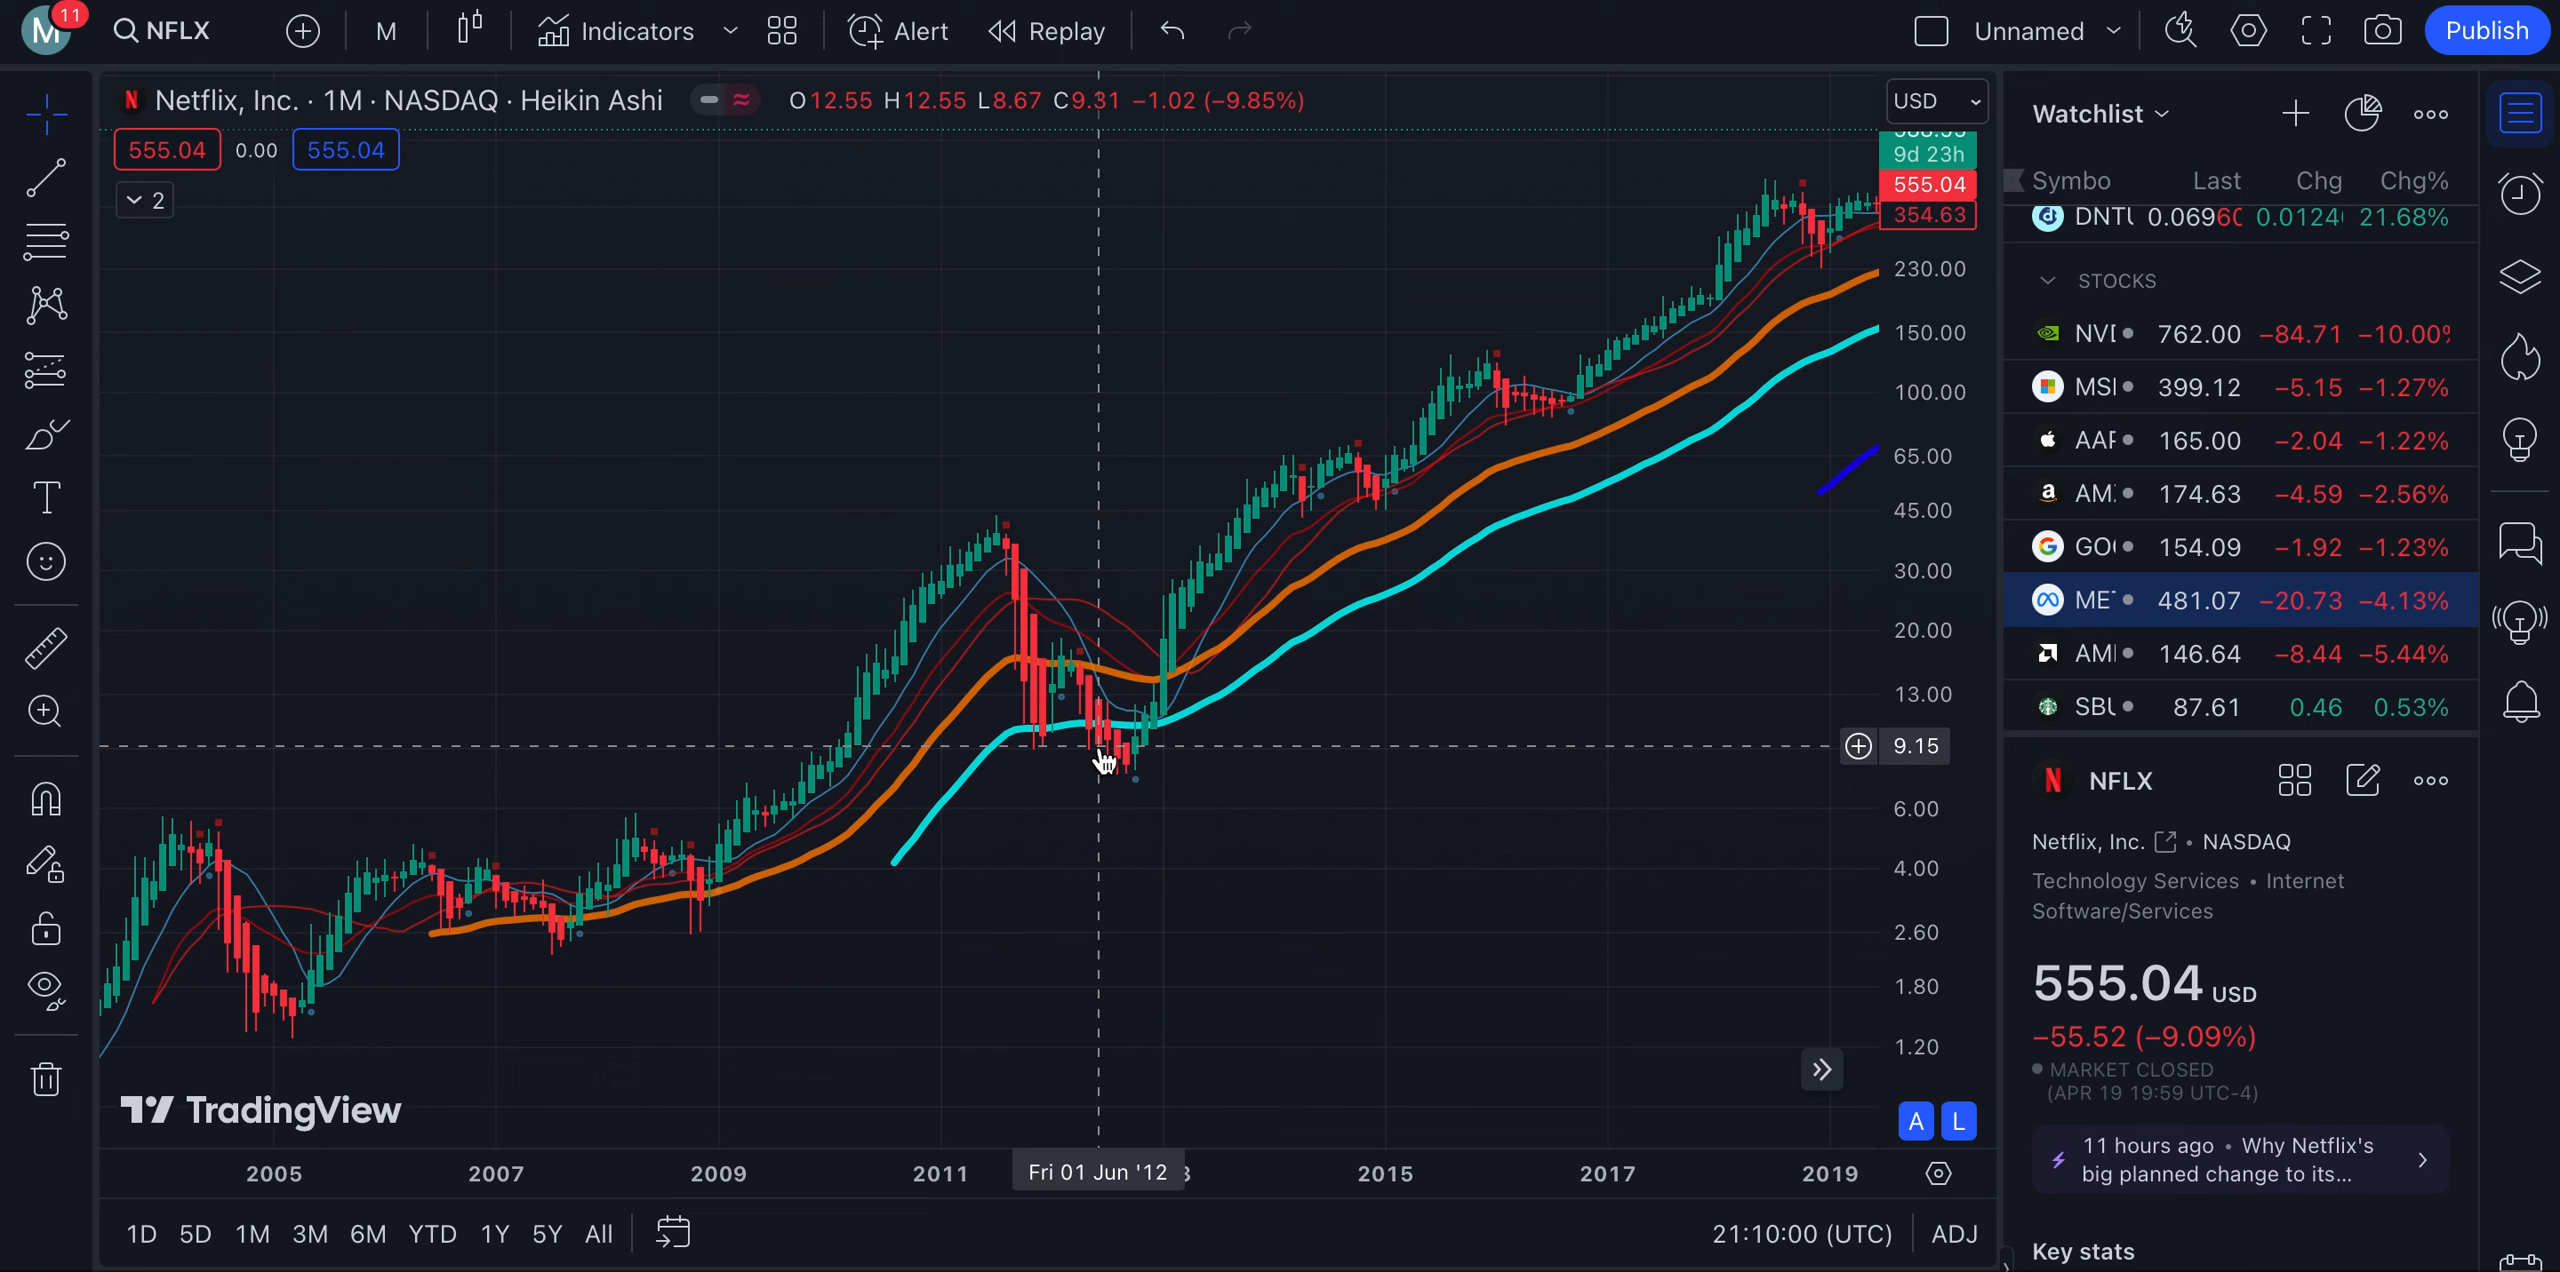 M 11 NFLX M Indicators Alert Replay Unnamed Publish
Netflix, Inc. · 1M · NASDAQ · Heikin Ashi O12.55 H12.55 L8.67 C9.31 −1.02 (−9.85%) USD
555.04 0.00 555.04
2
9d 23h
555.04
354.63
230.00
150.00
100.00
65.00
45.00
30.00
20.00
13.00
9.15
6.00
4.00
2.60
1.80
1.20
A L
TradingView
2005 2007 2009 2011 Fri 01 Jun '12 2015 2017 2019
1D 5D 1M 3M 6M YTD 1Y 5Y All 21:10:00 (UTC) ADJ
Watchlist
Symbo Last Chg Chg%
0.0696 21.68%
STOCKS
762.00 −84.71 −10.00%
399.12 −5.15 −1.27%
165.00 −2.04 −1.22%
174.63 −4.59 −2.56%
154.09 −1.92 −1.23%
481.07 −20.73 −4.13%
146.64 −8.44 −5.44%
87.61 0.46 0.53%
N NFLX
Netflix, Inc. • NASDAQ
Technology Services • Internet
Software/Services
555.04 USD
−55.52 (−9.09%)
MARKET CLOSED
(APR 19 19:59 UTC-4)
11 hours ago • Why Netflix's
big planned change to its...
Key stats